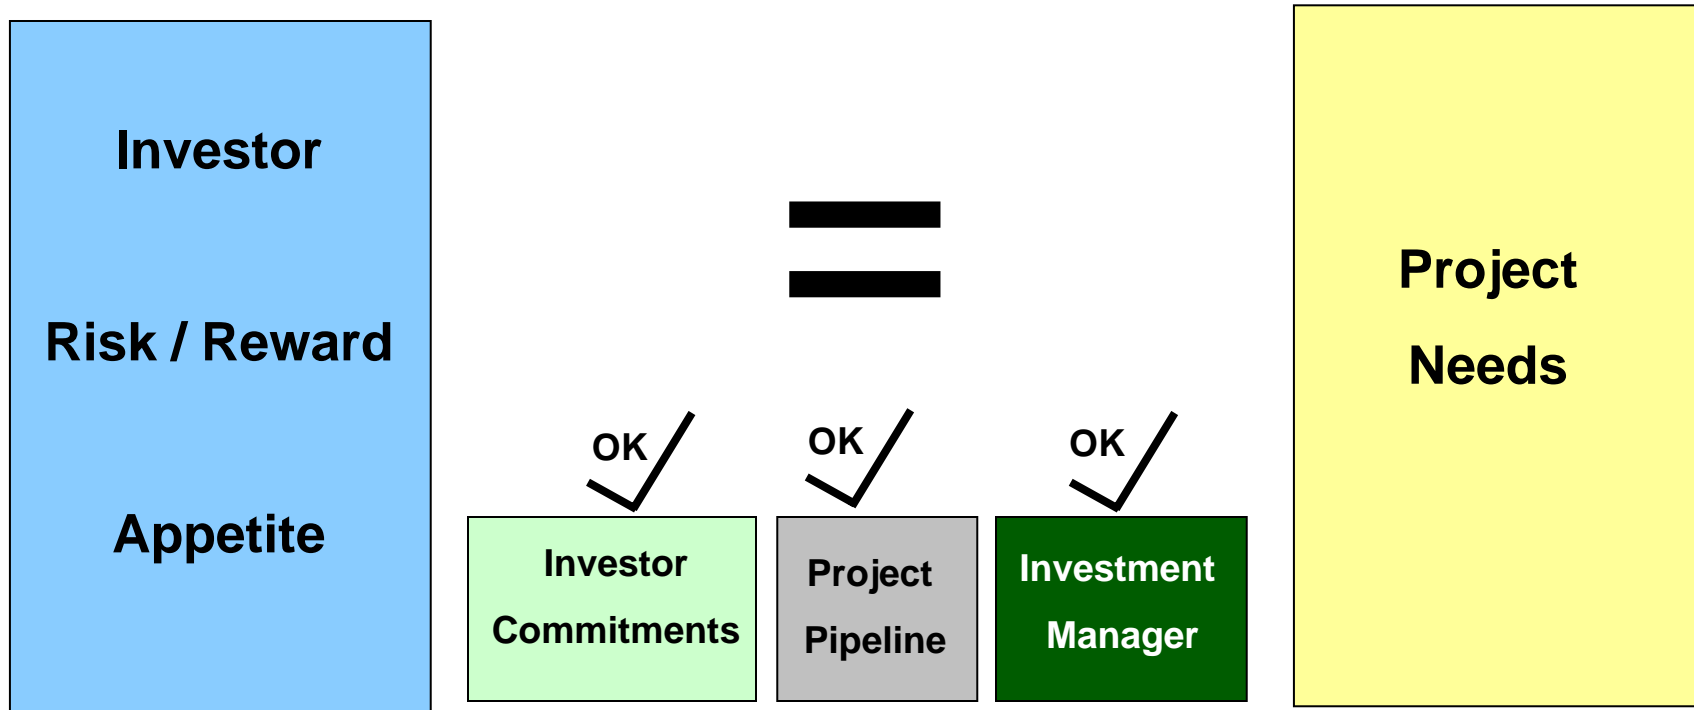 Investor
Risk / Reward
Appetite
=
OK
OK
OK
Investor
Commitments
Project
Pipeline
Investment
Manager
Project
Needs